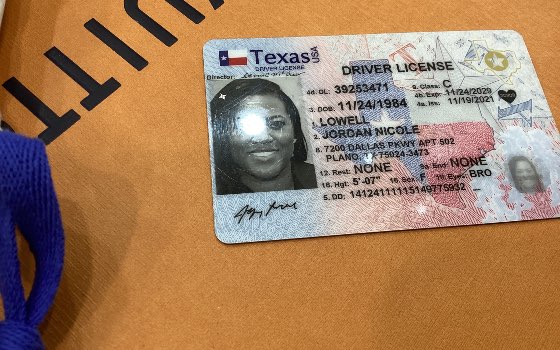 UITTI
Texas USA
DRIVER LICENSE
DRIVER LICENSE
Director
4d. DL: 39253471 9. Class: C
4b. Exp: 11/24/2029
3. DOB: 11/24/1984 4a. Iss: 11/19/2021
1. LOWELL
2. JORDAN NICOLE
8. 7200 DALLAS PKWY APT 502
PLANO, TX 75024-3473
12. Rest: NONE 9a. End: NONE
16. Hgt: 5'-07" 15. Sex: F 18. Eyes: BRO
5. DD: 14124111115149775932